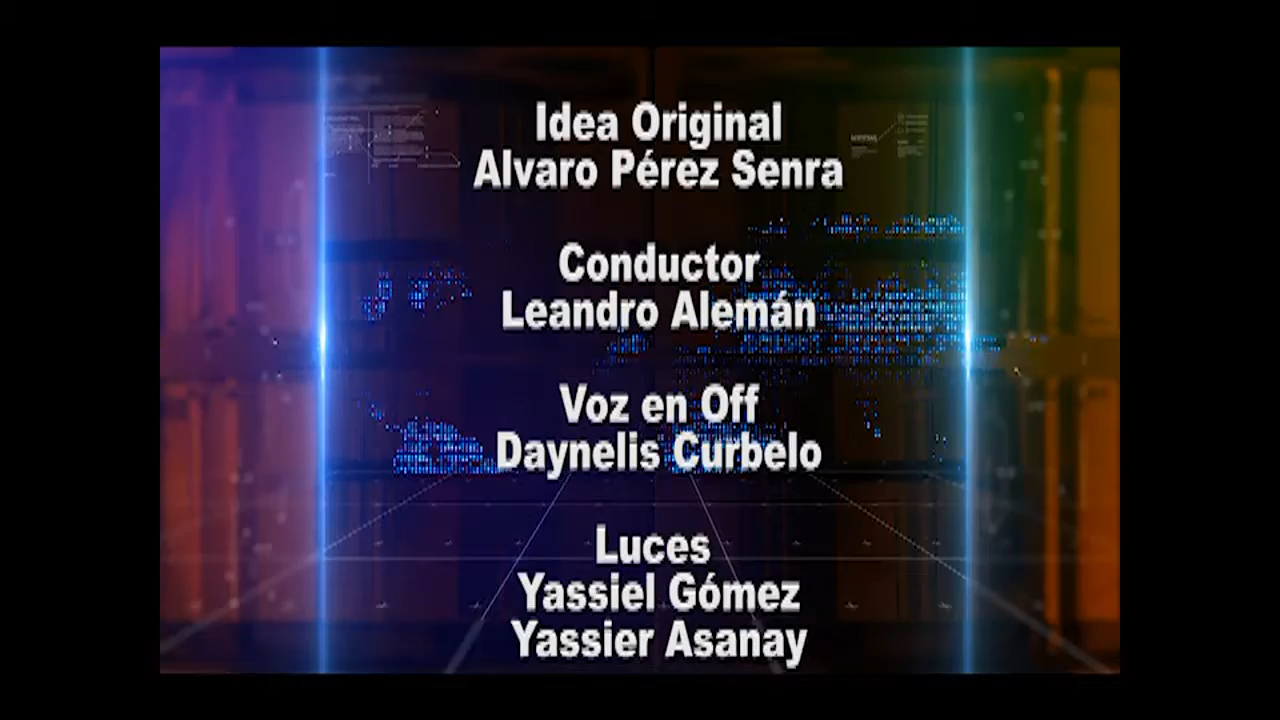 Idea Original
Alvaro Pérez Senra
Conductor
Leandro Alemán
Voz en Off
Daynelis Curbelo
Luces
Yassiel Gómez
Yassier Asanay